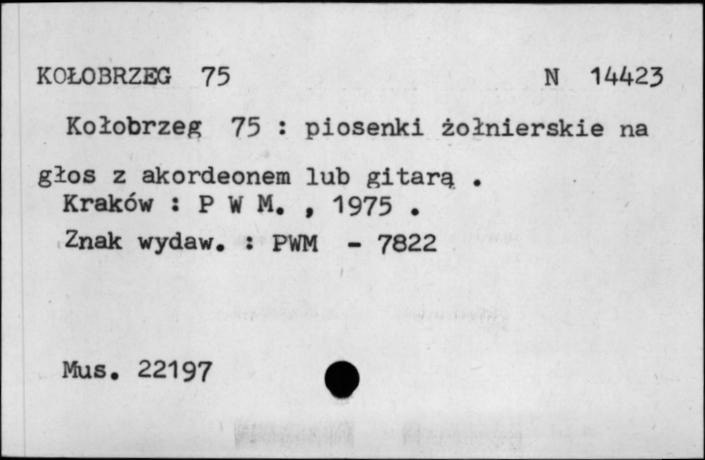 KOŁOBRZEG 75 N 14423
Kołobrzeg 75 : piosenki żołnierskie na
głos z akordeonem lub gitarą .
Kraków : P W M. , 1975 .
Znak wydaw. : PWM - 7822
Mus. 22197